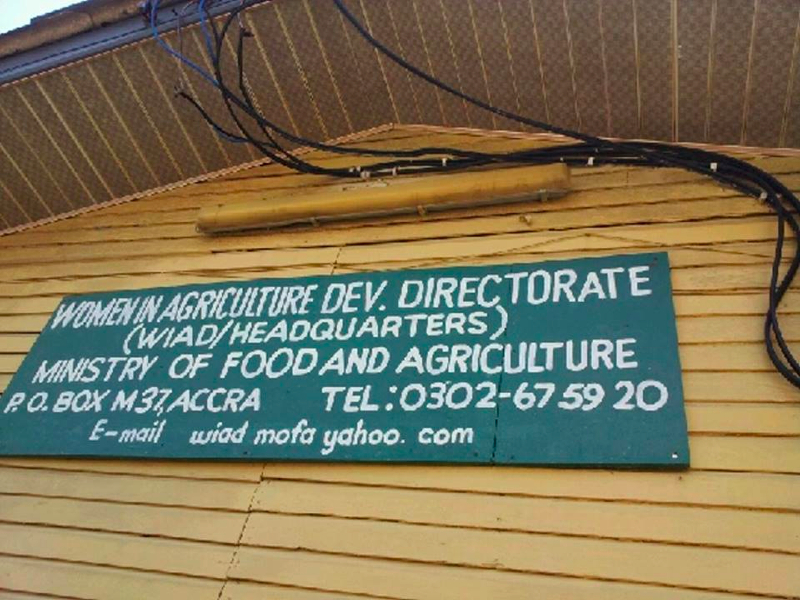 WOMEN IN AGRICULTURE DEV. DIRECTORATE
(WIAD/HEADQUARTERS)
MINISTRY OF FOOD AND AGRICULTURE
P.O. BOX M37, ACCRA TEL: 0302-67 59 20
E-mail wiad mofa yahoo. com